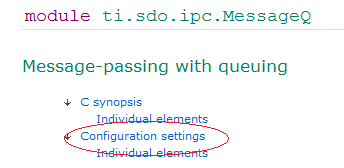 module ti.sdo.ipc.MessageQ
Message-passing with queuing
↓ C synopsis
Individual elements
↓ Configuration settings
Individual elements